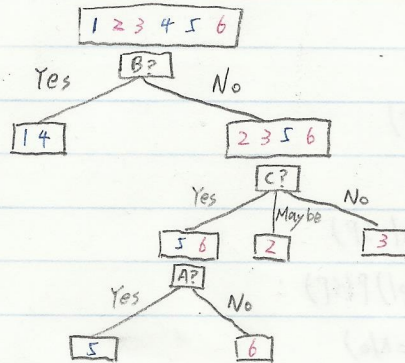 1 2 3 4 5 6
B?
Yes No
1 4 2 3 5 6
C?
Yes Maybe No
5 6 2 3
A?
Yes No
5 6